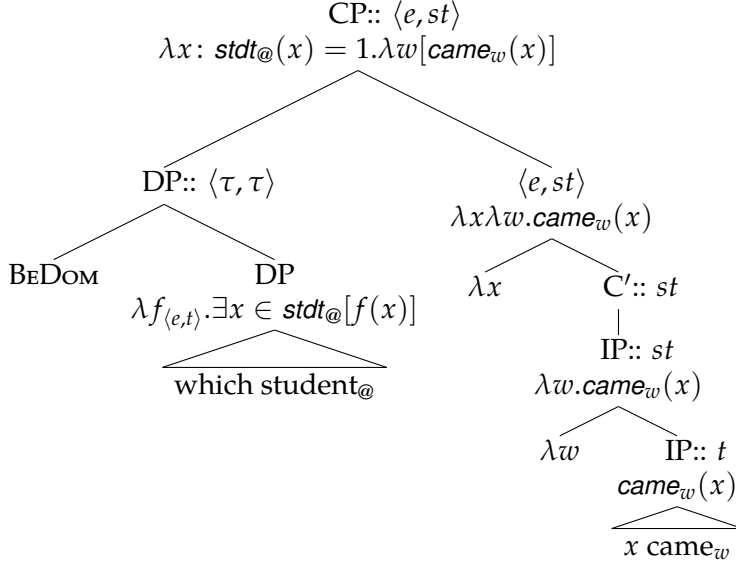 CP:: ⟨e, st⟩
λx: stdt@(x) = 1.λw[came_w(x)]
DP:: ⟨τ, τ⟩
⟨e, st⟩
λxλw.came_w(x)
BEDOM
DP
λx
C′:: st
λf⟨e,t⟩.∃x ∈ stdt@[f(x)]
IP:: st
which student@
λw.came_w(x)
λw
IP:: t
came_w(x)
x came_w